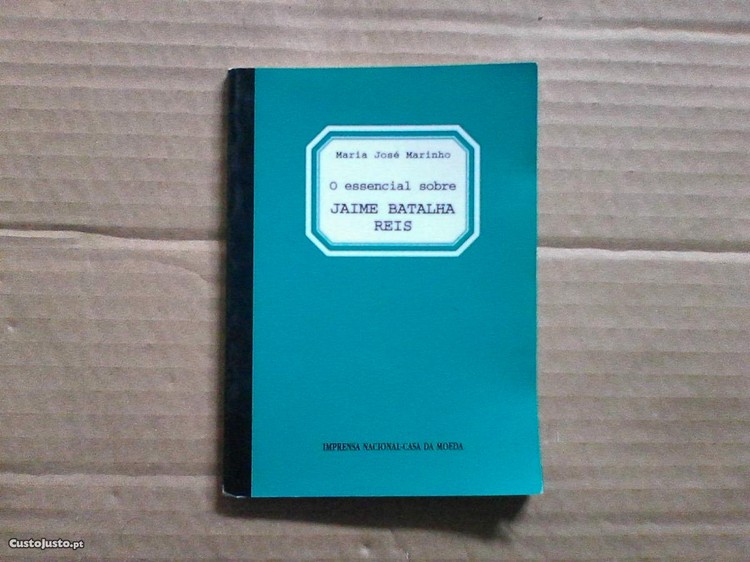 Maria José Marinho
O essencial sobre
JAIME BATALHA
REIS
IMPRENSA NACIONAL-CASA DA MOEDA
CustoJusto.pt